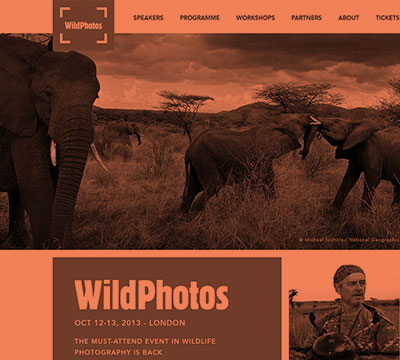 WildPhotos
SPEAKERS PROGRAMME WORKSHOPS PARTNERS ABOUT TICKETS
© Michael Nichols / National Geographic
WildPhotos
OCT 12-13, 2013 - LONDON
THE MUST-ATTEND EVENT IN WILDLIFE
PHOTOGRAPHY IS BACK